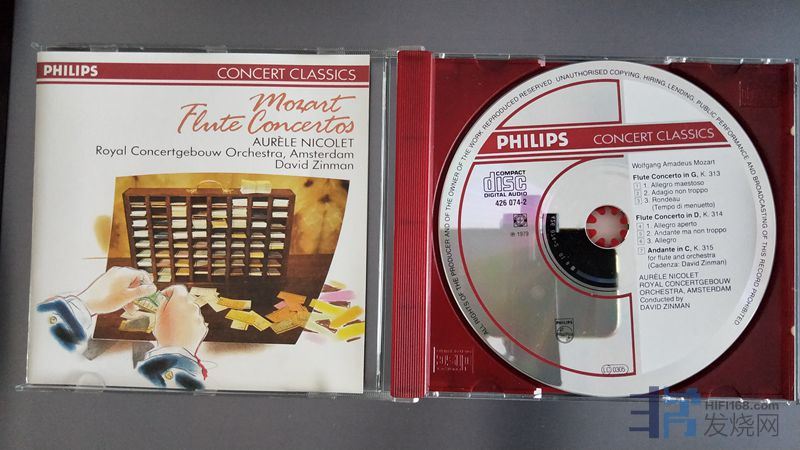 PHILIPS
CONCERT CLASSICS
Mozart
Flute Concertos
AURÈLE NICOLET
Royal Concertgebouw Orchestra, Amsterdam
David Zinman
ALL RIGHTS OF THE PRODUCER AND OF THE OWNER OF THE WORK REPRODUCED RESERVED. UNAUTHORISED COPYING, HIRING, LENDING, PUBLIC PERFORMANCE AND BROADCASTING OF THIS RECORD PROHIBITED
PHILIPS
CONCERT CLASSICS
COMPACT
disc
DIGITAL AUDIO
426 074-2
℗ 1979
Wolfgang Amadeus Mozart
Flute Concerto in G, K. 313
1 1. Allegro maestoso
2 2. Adagio non troppo
3 3. Rondeau
(Tempo di menuetto)
Flute Concerto in D, K. 314
4 1. Allegro aperto
5 2. Andante ma non troppo
6 3. Allegro
7 Andante in C, K. 315
for flute and orchestra
(Cadenza: David Zinman)
AURÈLE NICOLET
ROYAL CONCERTGEBOUW
ORCHESTRA, AMSTERDAM
Conducted by
DAVID ZINMAN
PHILIPS
LC 0305
HIFI168.com
发烧网